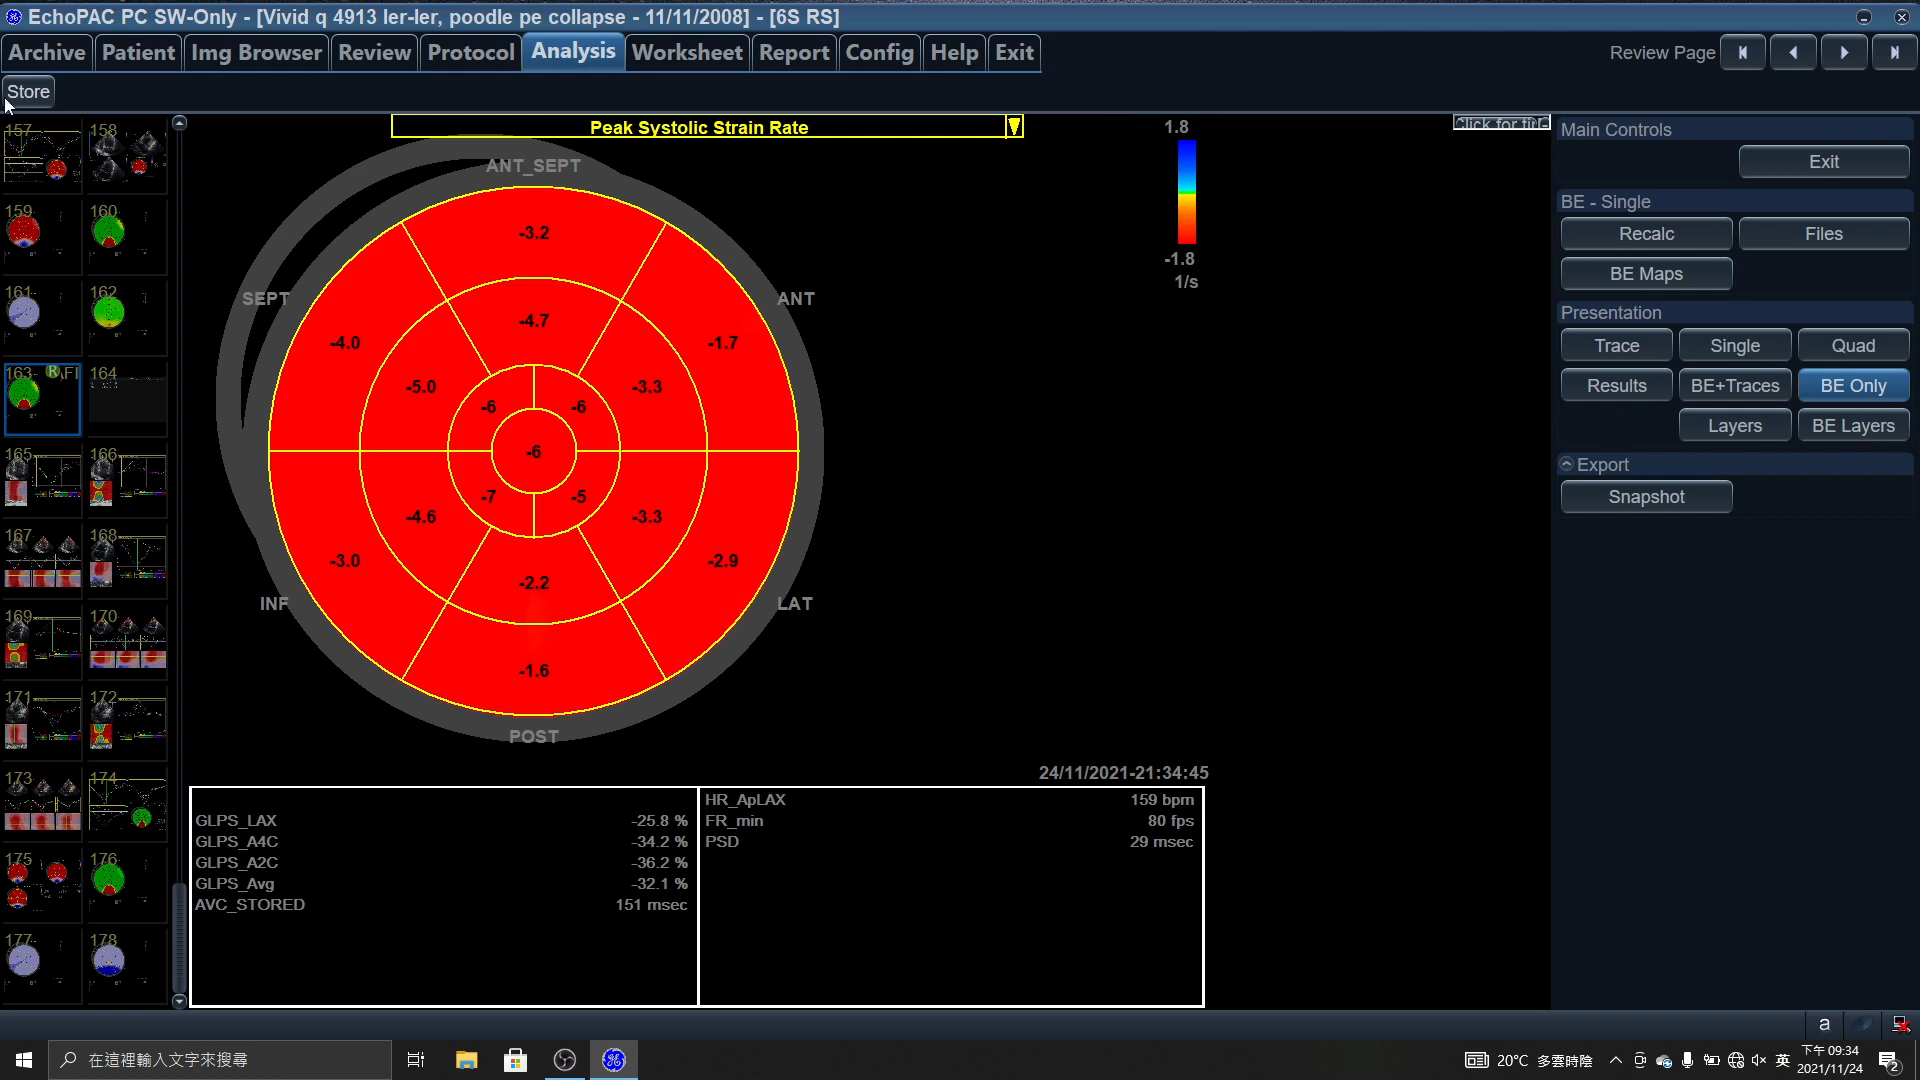 EchoPAC PC SW-Only - [Vivid q 4913 ler-ler, poodle pe collapse - 11/11/2008] - [6S RS]
Archive Patient Img Browser Review Protocol Analysis Worksheet Report Config Help Exit
Review Page
Store
157 158
159 160
161 162
163 R AFI 164
165 166
167 168
169 170
171 172
173 174
175 176
177 178
Peak Systolic Strain Rate
1.8
-1.8
1/s
ANT_SEPT
SEPT
ANT
INF
LAT
POST
-3.2
-4.7
-4.0
-1.7
-5.0
-3.3
-6
-6
-6
-7
-5
-4.6
-3.3
-3.0
-2.9
-2.2
-1.6
24/11/2021-21:34:45
GLPS_LAX -25.8 %
GLPS_A4C -34.2 %
GLPS_A2C -36.2 %
GLPS_Avg -32.1 %
AVC_STORED 151 msec
HR_ApLAX 159 bpm
FR_min 80 fps
PSD 29 msec
Click for
Main Controls
Exit
BE - Single
Recalc Files
BE Maps
Presentation
Trace Single Quad
Results BE+Traces BE Only
Layers BE Layers
Export
Snapshot
a
在這裡輸入文字來搜尋
20°C 多雲時陰
英
下午 09:34
2021/11/24
2